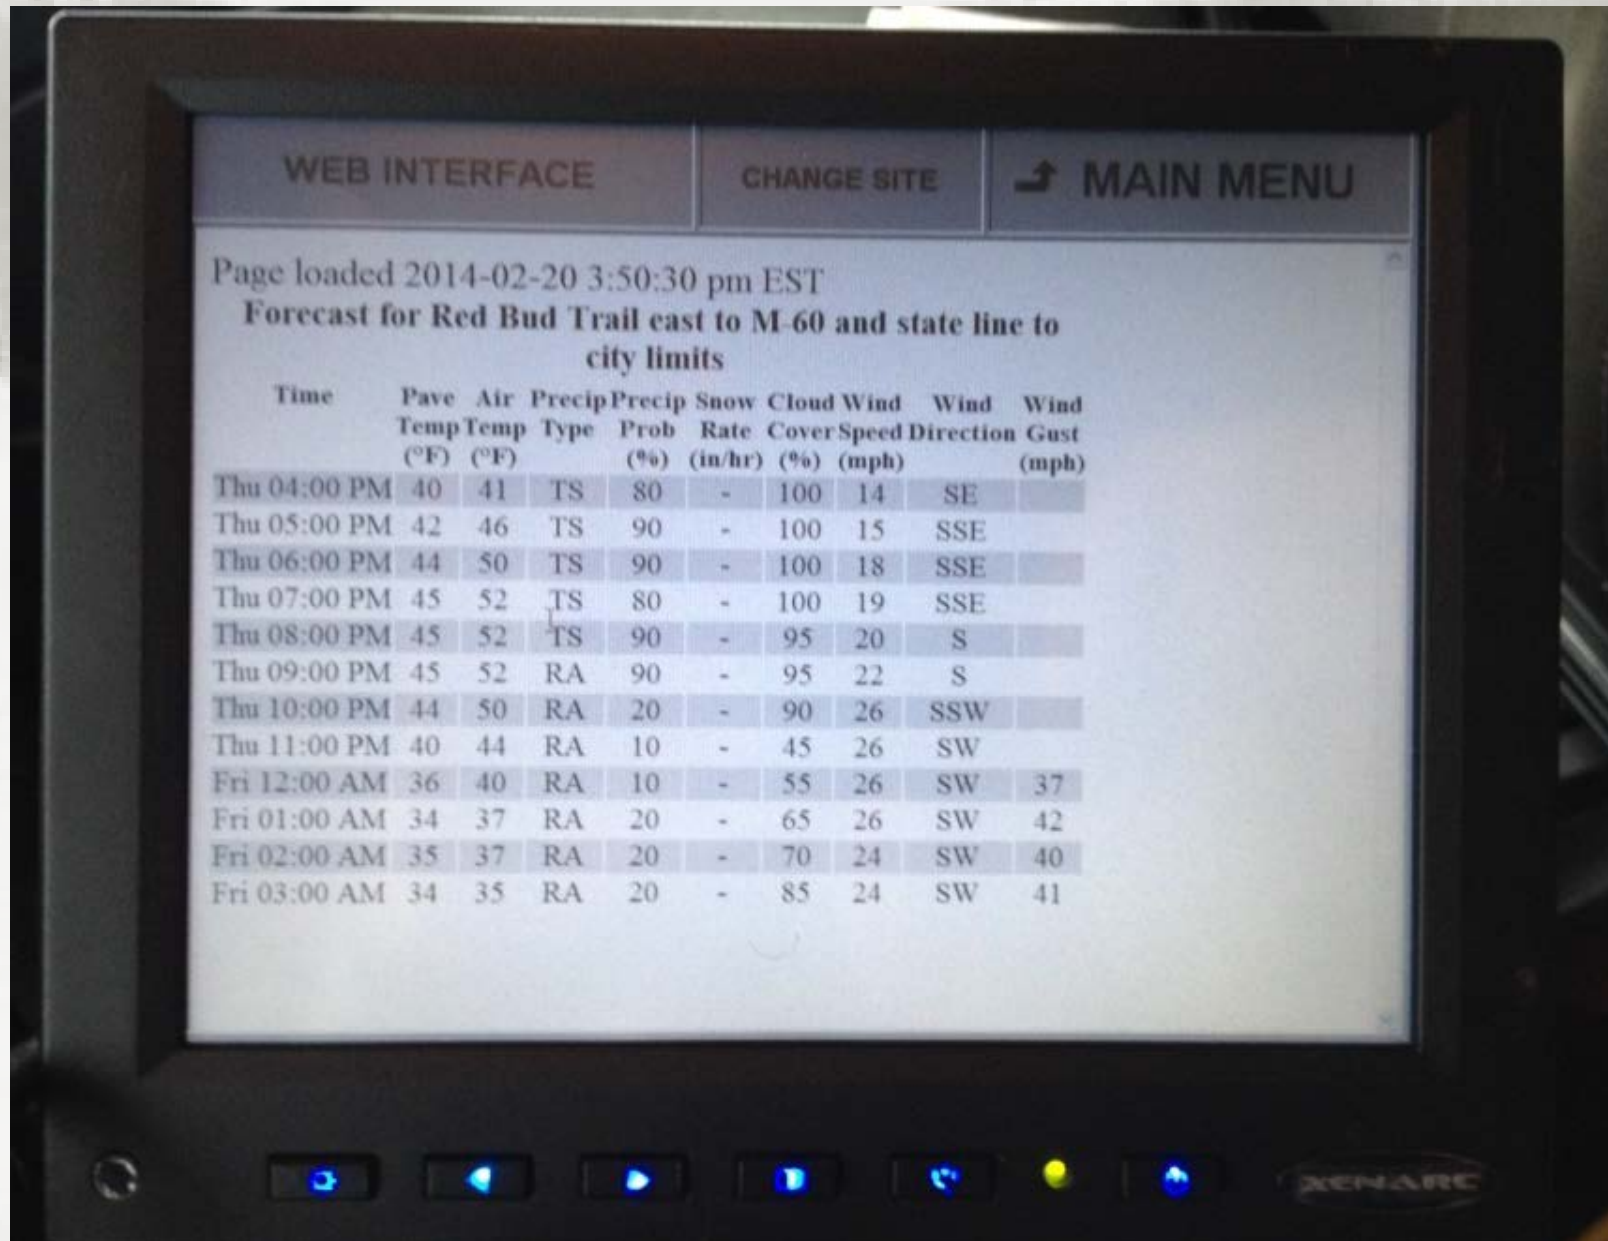 WEB INTERFACE CHANGE SITE MAIN MENU
Page loaded 2014-02-20 3:50:30 pm EST
Forecast for Red Bud Trail east to M-60 and state line to
city limits
Time Pave Air Precip Precip Snow Cloud Wind Wind Wind
Temp Temp Type Prob Rate Cover Speed Direction Gust
(°F) (°F) (%) (in/hr) (%) (mph) (mph)
Thu 04:00 PM 40 41 TS 80 - 100 14 SE
Thu 05:00 PM 42 46 TS 90 - 100 15 SSE
Thu 06:00 PM 44 50 TS 90 - 100 18 SSE
Thu 07:00 PM 45 52 TS 80 - 100 19 SSE
Thu 08:00 PM 45 52 TS 90 - 95 20 S
Thu 09:00 PM 45 52 RA 90 - 95 22 S
Thu 10:00 PM 44 50 RA 20 - 90 26 SSW
Thu 11:00 PM 40 44 RA 10 - 45 26 SW
Fri 12:00 AM 36 40 RA 10 - 55 26 SW 37
Fri 01:00 AM 34 37 RA 20 - 65 26 SW 42
Fri 02:00 AM 35 37 RA 20 - 70 24 SW 40
Fri 03:00 AM 34 35 RA 20 - 85 24 SW 41
XENARC